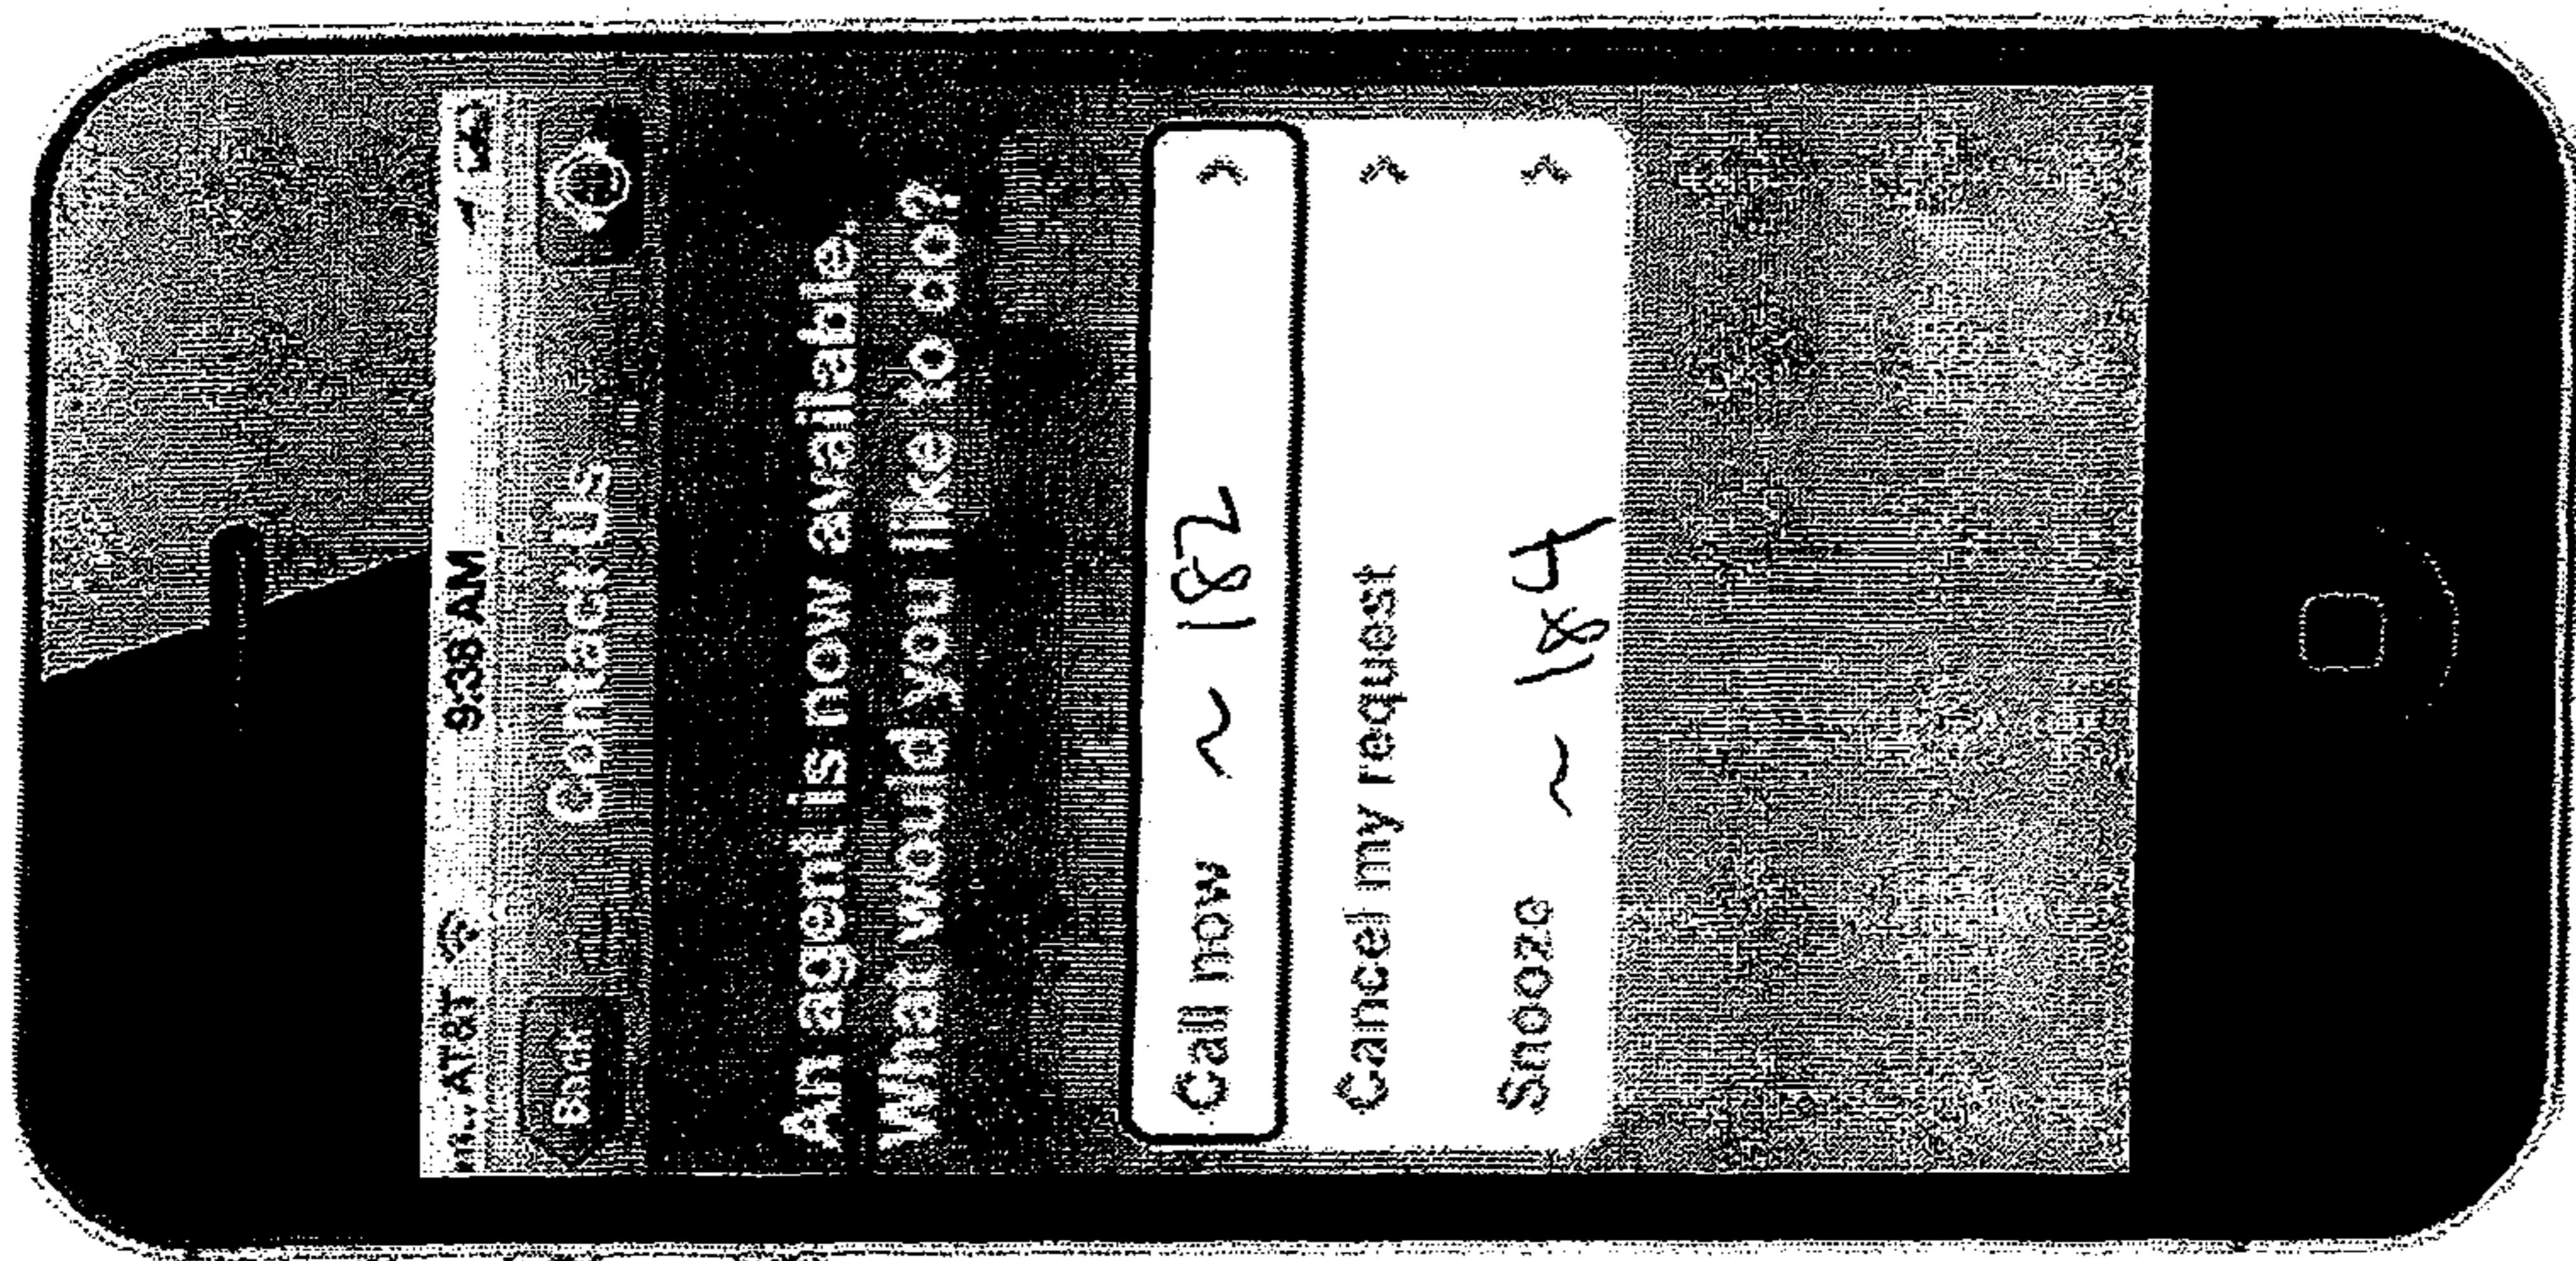 AT&T 9:38 AM
Back Contact Us
An agent is now available.
What would you like to do?
Call now ~ 182
Cancel my request
Snooze ~ 184